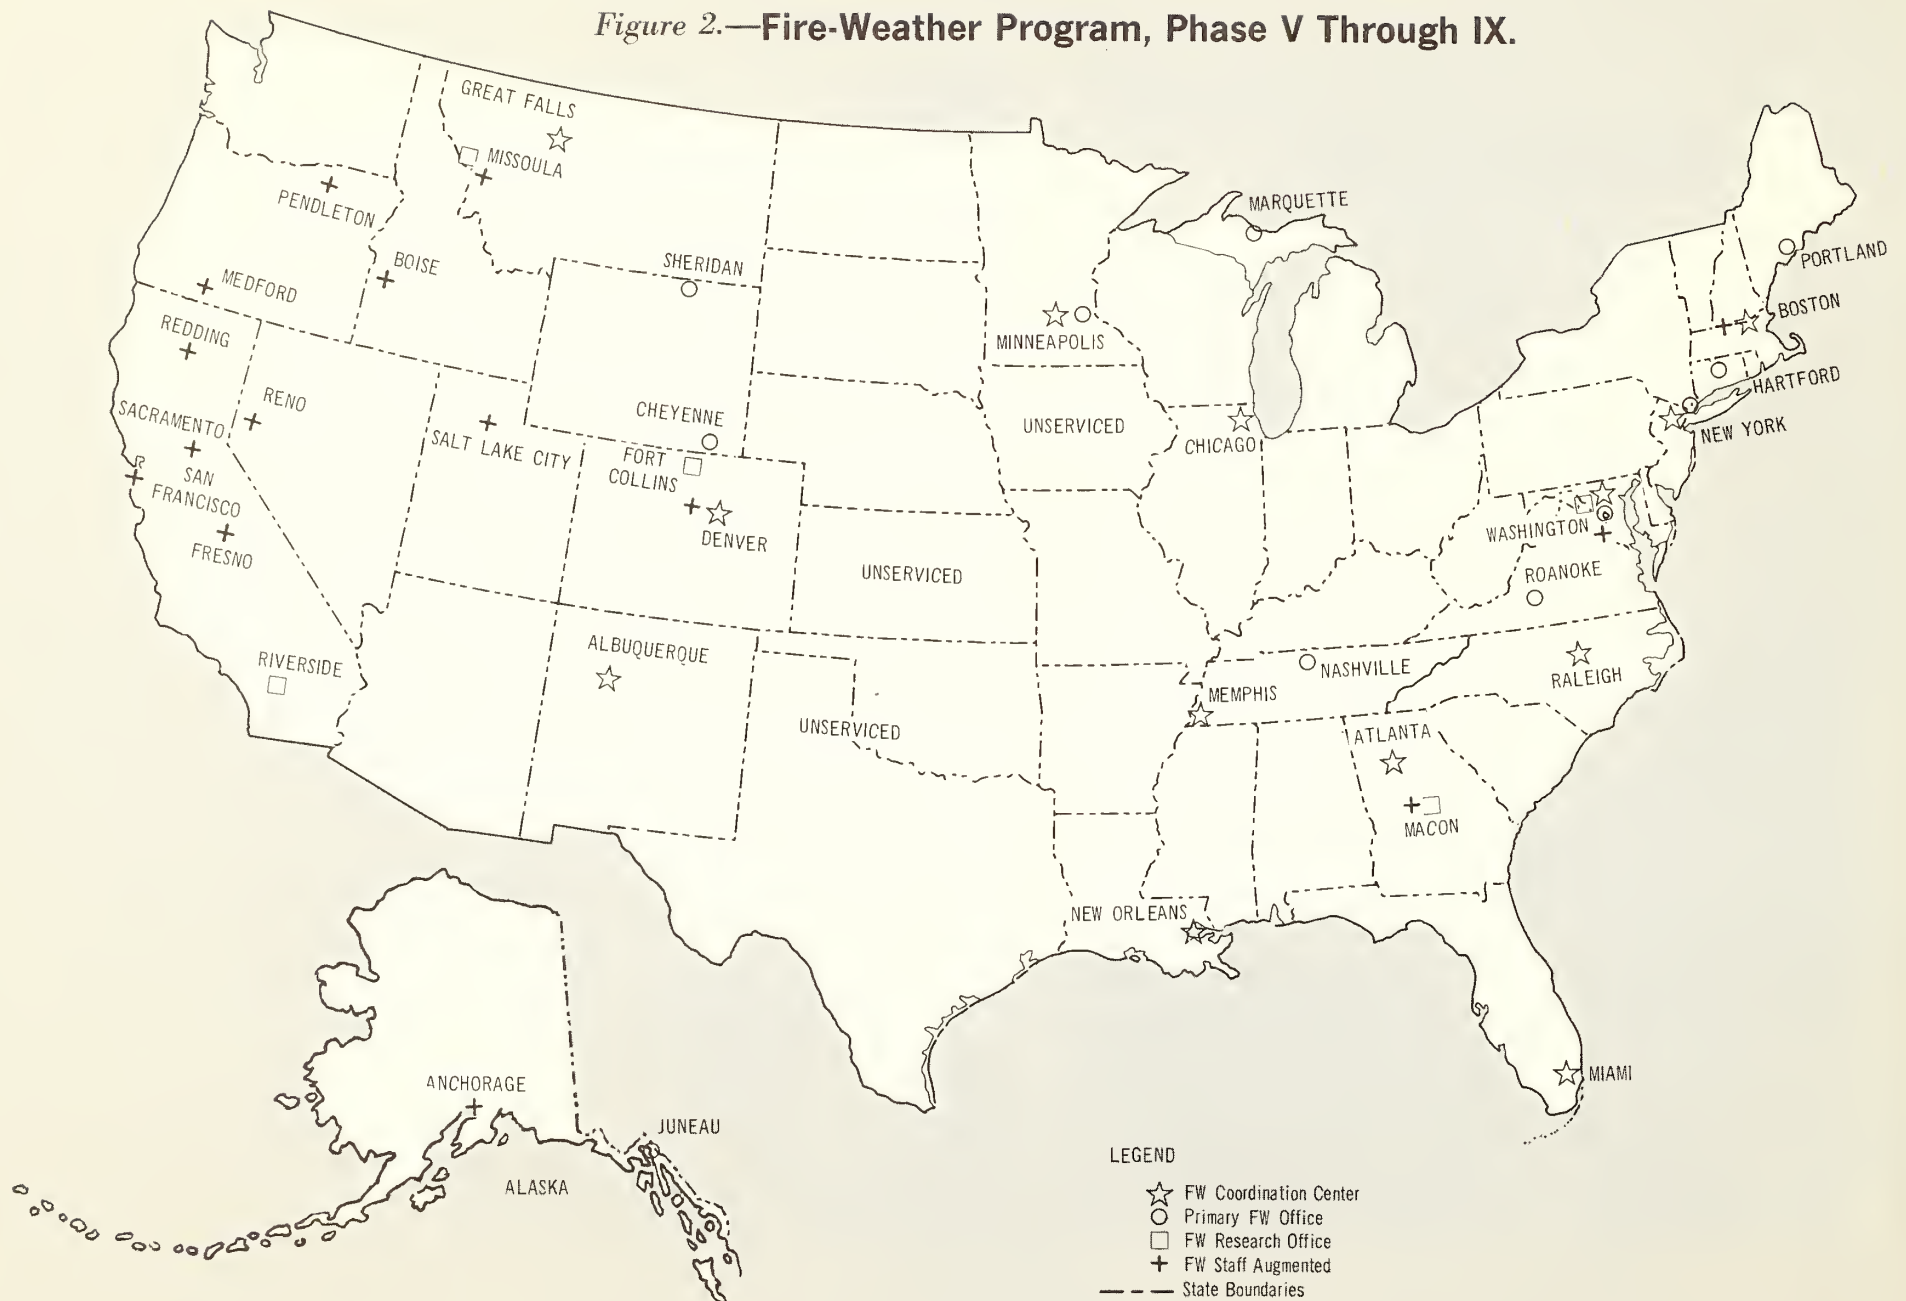 Figure 2.—Fire-Weather Program, Phase V Through IX.
GREAT FALLS
MISSOULA
PENDLETON
MARQUETTE
PORTLAND
BOISE
SHERIDAN
MEDFORD
BOSTON
REDDING
MINNEAPOLIS
HARTFORD
RENO
SACRAMENTO
CHEYENNE
UNSERVICED
CHICAGO
NEW YORK
SALT LAKE CITY
FORT
COLLINS
SAN
FRANCISCO
DENVER
WASHINGTON
FRESNO
UNSERVICED
ROANOKE
RIVERSIDE
ALBUQUERQUE
NASHVILLE
RALEIGH
MEMPHIS
UNSERVICED
ATLANTA
MACON
NEW ORLEANS
MIAMI
ANCHORAGE
JUNEAU
ALASKA
LEGEND
FW Coordination Center
Primary FW Office
FW Research Office
FW Staff Augmented
State Boundaries